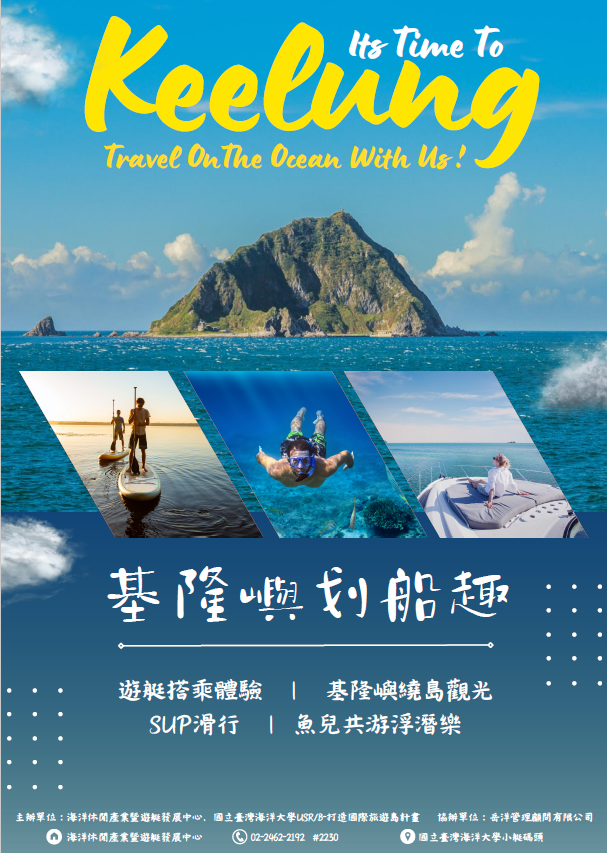 Its Time To
Keelung
Travel OnThe Ocean With Us!
基隆嶼划船趣
遊艇搭乘體驗 | 基隆嶼繞島觀光
SUP滑行 | 魚兒共游浮潛樂
主辦單位：海洋休閒產業暨遊艇發展中心、國立臺灣海洋大學USR/B-打造國際旅遊島計畫 協辦單位：岳洋管理顧問有限公司
海洋休閒產業暨遊艇發展中心 02-2462-2192 #2230 國立臺灣海洋大學小艇碼頭